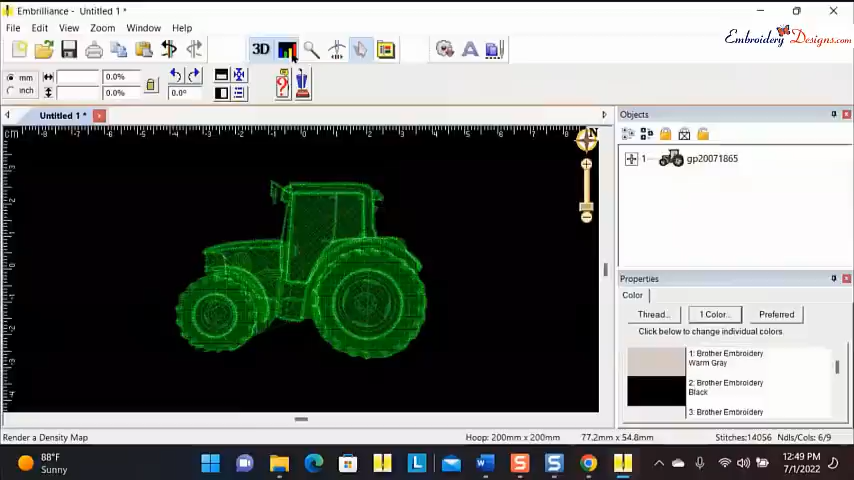 Embrilliance - Untitled 1 *
Embroidery Designs.com
File Edit View Zoom Create Window Help
3D
mm
0.0%
inch
0.0%
0.0°
Untitled 1 *
cm
N
Objects
1 gp20071865
Properties
Color
Thread... 1 Color... Preferred
Click below to change individual colors.
1: Brother Embroidery
Warm Gray
2: Brother Embroidery
Black
3: Brother Embroidery
Render a Density Map
Hoop: 200mm x 200mm
77.2mm x 54.8mm
Stitches:14056 Ndls/Cols: 6/9
88°F
Sunny
12:49 PM
7/1/2022